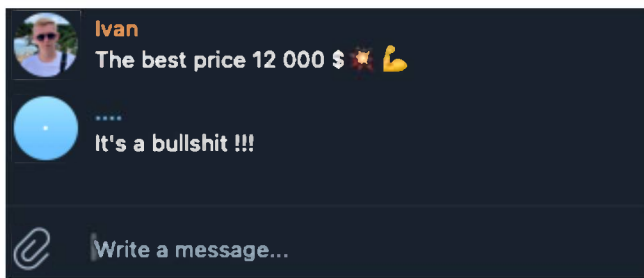 Ivan
The best price 12 000 $💥💪
....
It's a bullshit !!!
Write a message...